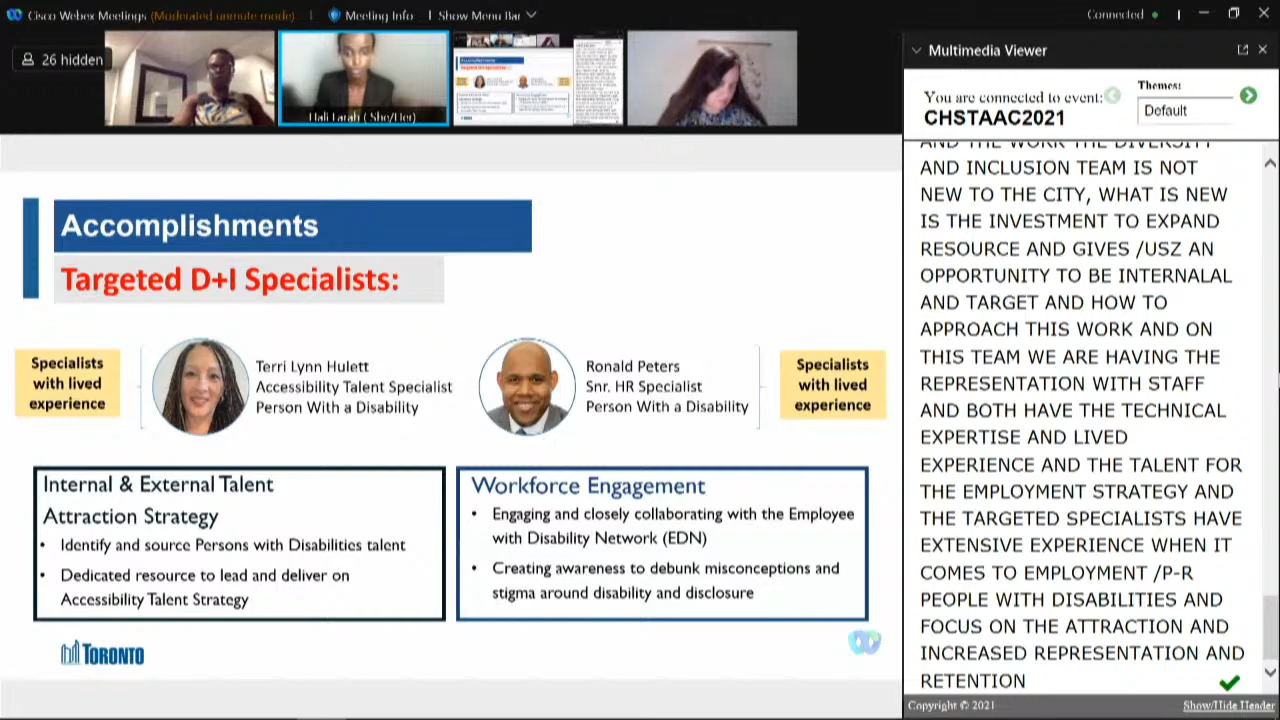 Cisco Webex Meetings (Moderated unmute mode) | Meeting Info | Show Menu Bar
Connected
26 hidden
Hali Farah ( She/Her)
Accomplishments
Targeted D+I Specialists:
Specialists
with lived
experience
Terri Lynn Hulett
Accessibility Talent Specialist
Person With a Disability
Ronald Peters
Snr. HR Specialist
Person With a Disability
Specialists
with lived
experience
Internal & External Talent
Attraction Strategy
• Identify and source Persons with Disabilities talent
• Dedicated resource to lead and deliver on
Accessibility Talent Strategy
Workforce Engagement
• Engaging and closely collaborating with the Employee
with Disability Network (EDN)
• Creating awareness to debunk misconceptions and
stigma around disability and disclosure
TORONTO
Multimedia Viewer
You are connected to event:
CHSTAAC2021
Themes:
Default
AND THE WORK THE DIVERSITY
AND INCLUSION TEAM IS NOT
NEW TO THE CITY, WHAT IS NEW
IS THE INVESTMENT TO EXPAND
RESOURCE AND GIVES /USZ AN
OPPORTUNITY TO BE INTERNALAL
AND TARGET AND HOW TO
APPROACH THIS WORK AND ON
THIS TEAM WE ARE HAVING THE
REPRESENTATION WITH STAFF
AND BOTH HAVE THE TECHNICAL
EXPERTISE AND LIVED
EXPERIENCE AND THE TALENT FOR
THE EMPLOYMENT STRATEGY AND
THE TARGETED SPECIALISTS HAVE
EXTENSIVE EXPERIENCE WHEN IT
COMES TO EMPLOYMENT /P-R
PEOPLE WITH DISABILITIES AND
FOCUS ON THE ATTRACTION AND
INCREASED REPRESENTATION AND
RETENTION
Copyright © 2021
Show/Hide Header